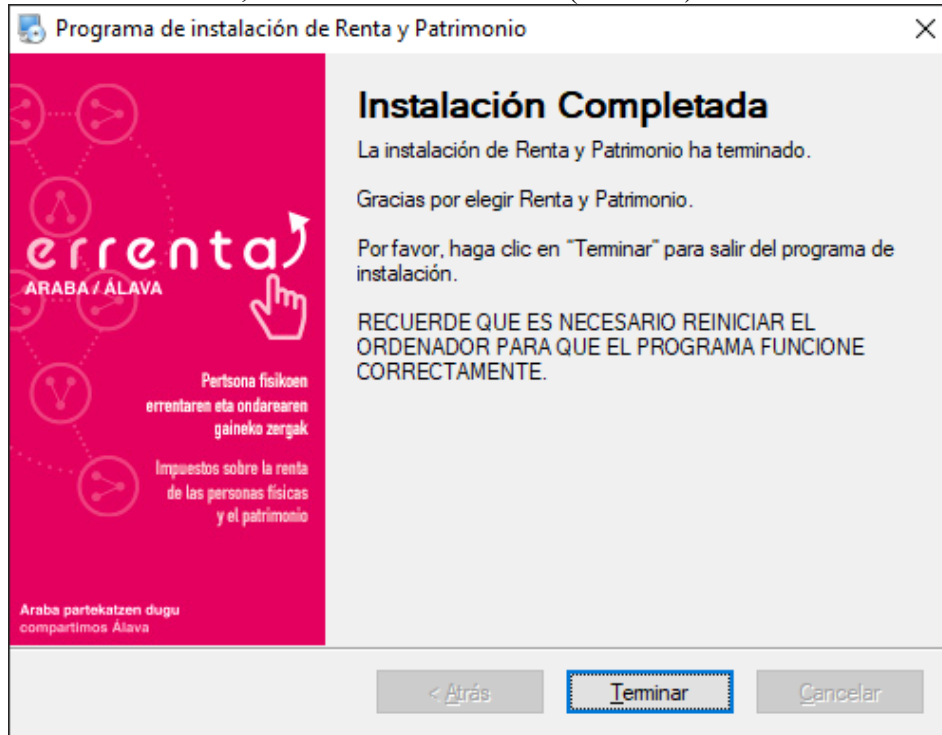 Programa de instalación de Renta y Patrimonio
Instalación Completada
La instalación de Renta y Patrimonio ha terminado.
Gracias por elegir Renta y Patrimonio.
Por favor, haga clic en "Terminar" para salir del programa de
instalación.
RECUERDE QUE ES NECESARIO REINICIAR EL
ORDENADOR PARA QUE EL PROGRAMA FUNCIONE
CORRECTAMENTE.
errenta
ARABA / ÁLAVA
Pertsona fisikoen
errentaren eta ondarearen
gaineko zergak
Impuestos sobre la renta
de las personas físicas
y el patrimonio
Araba partekatzen dugu
compartimos Álava
< Atrás
Terminar
Cancelar